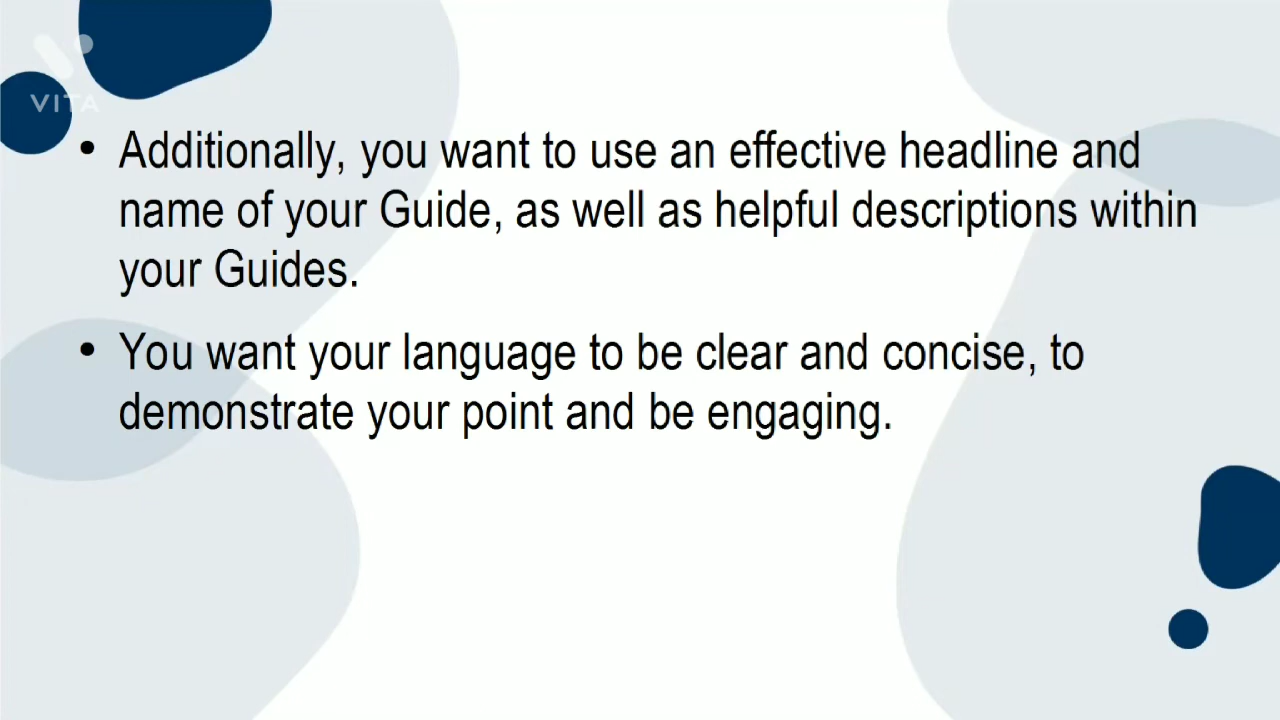 VITA
• Additionally, you want to use an effective headline and
name of your Guide, as well as helpful descriptions within
your Guides.
• You want your language to be clear and concise, to
demonstrate your point and be engaging.